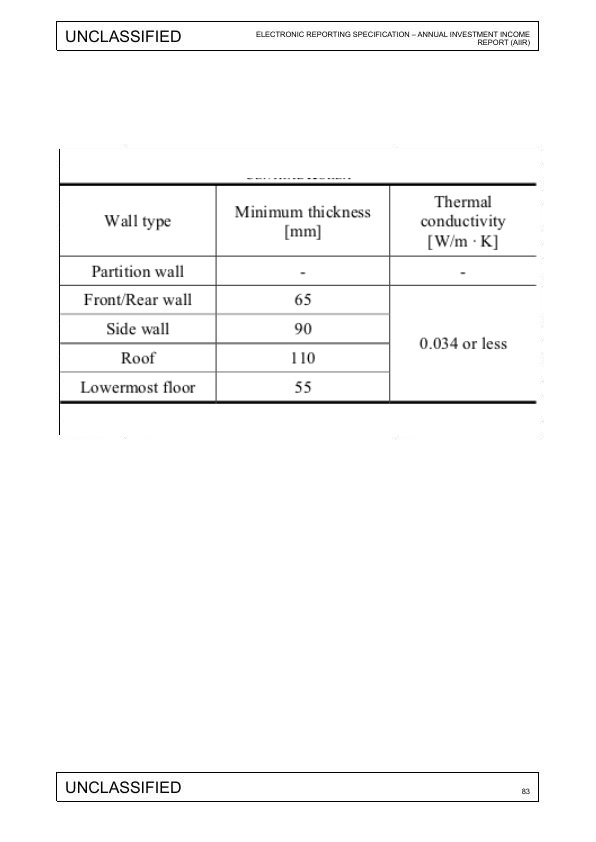 UNCLASSIFIED
ELECTRONIC REPORTING SPECIFICATION – ANNUAL INVESTMENT INCOME
REPORT (AIIR)
Wall type
Minimum thickness
[mm]
Thermal
conductivity
[W/m · K]
Partition wall - -
Front/Rear wall 65
Side wall 90
0.034 or less
Roof 110
Lowermost floor 55
UNCLASSIFIED
83